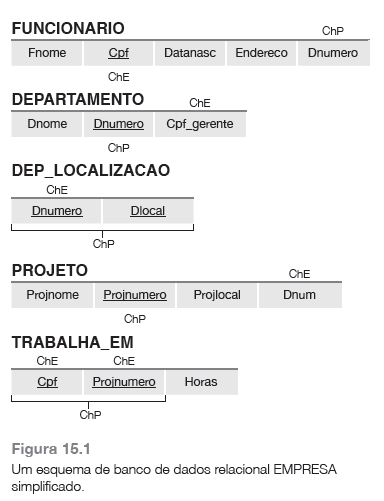 FUNCIONARIO
ChP
Fnome Cpf Datanasc Endereco Dnumero
ChE
DEPARTAMENTO
ChE
Dnome Dnumero Cpf_gerente
ChP
DEP_LOCALIZACAO
ChE
Dnumero Dlocal
ChP
PROJETO
ChE
Projnome Projnumero Projlocal Dnum
ChP
TRABALHA_EM
ChE ChE
Cpf Projnumero Horas
ChP
Figura 15.1
Um esquema de banco de dados relacional EMPRESA
simplificado.